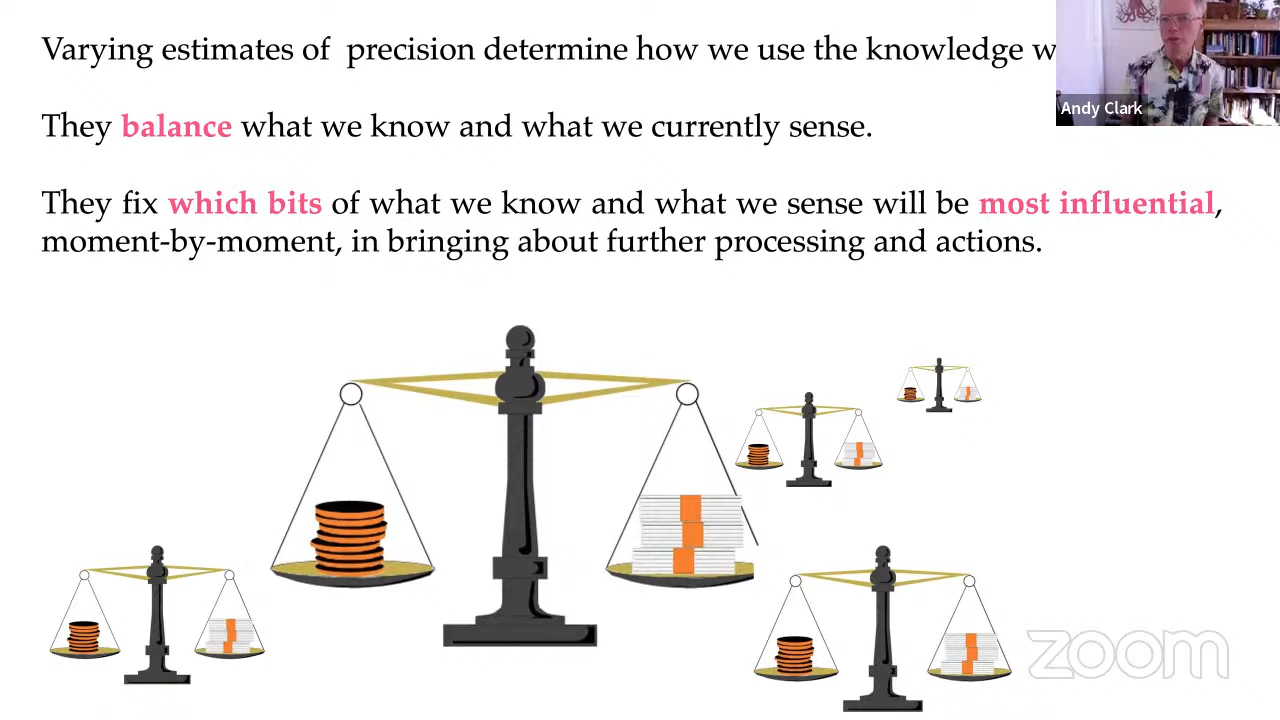 Varying estimates of precision determine how we use the knowledge w
Andy Clark
They balance what we know and what we currently sense.
They fix which bits of what we know and what we sense will be most influential,
moment-by-moment, in bringing about further processing and actions.
zoom